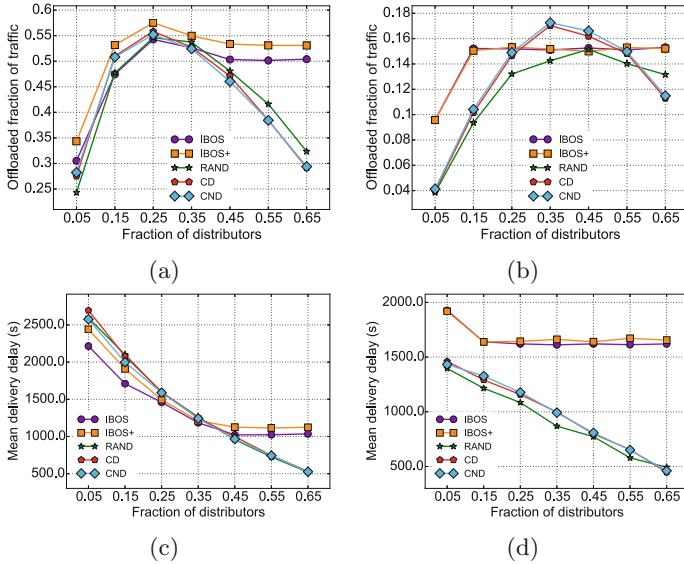 0.6
0.55
0.5
0.45
0.4
0.35
0.3
0.25
Offloaded fraction of traffic
IBOS
IBOS+
RAND
CD
CND
0.05 0.15 0.25 0.35 0.45 0.55 0.65
Fraction of distributors
(a)
0.18
0.16
0.14
0.12
0.1
0.08
0.06
0.04
Offloaded fraction of traffic
IBOS
IBOS+
RAND
CD
CND
0.05 0.15 0.25 0.35 0.45 0.55 0.65
Fraction of distributors
(b)
2500.0
2000.0
1500.0
1000.0
500.0
Mean delivery delay (s)
IBOS
IBOS+
RAND
CD
CND
0.05 0.15 0.25 0.35 0.45 0.55 0.65
Fraction of distributors
(c)
2000.0
1500.0
1000.0
500.0
Mean delivery delay (s)
IBOS
IBOS+
RAND
CD
CND
0.05 0.15 0.25 0.35 0.45 0.55 0.65
Fraction of distributors
(d)